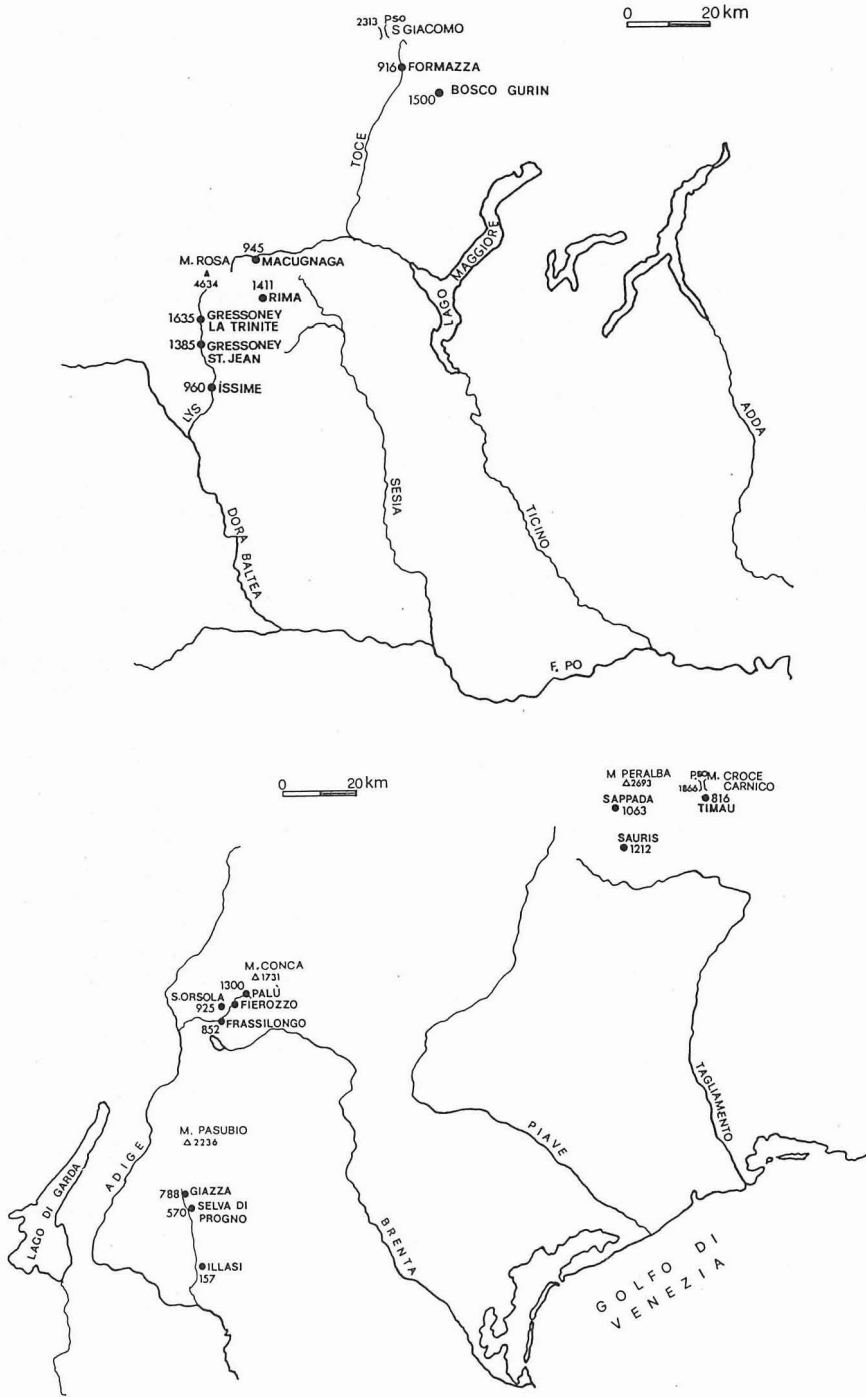 0 20 km
2313 PSO
S GIACOMO
916 FORMAZZA
BOSCO GURIN
1500
TOCE
LAGO MAGGIORE
945
MACUGNAGA
M. ROSA
4634
1411
RIMA
1635 GRESSONEY
LA TRINITE
1385 GRESSONEY
ST. JEAN
960 ÍSSIME
LYS
ADDA
SESIA
TICINO
DORA
BALTEA
F. PO
0 20 km
M PERALBA
2693
PSO M. CROCE
1866 CARNICO
SAPPADA
1063
816
TIMAU
SAURIS
1212
M. CONCA
1731
1300 PALÙ
S.ORSOLA
925
FIEROZZO
852 FRASSILONGO
M. PASUBIO
2236
ADIGE
LAGO DI GARDA
788 GIAZZA
570 SELVA DI
PROGNO
ILLASI
157
BRENTA
PIAVE
TAGLIAMENTO
GOLFO DI
VENEZIA